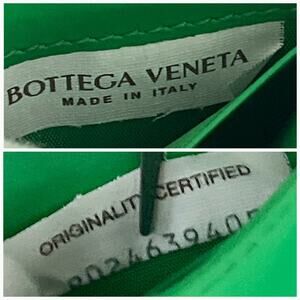 BOTTEGA VENETA
MADE IN ITALY
ORIGINALITY CERTIFIED